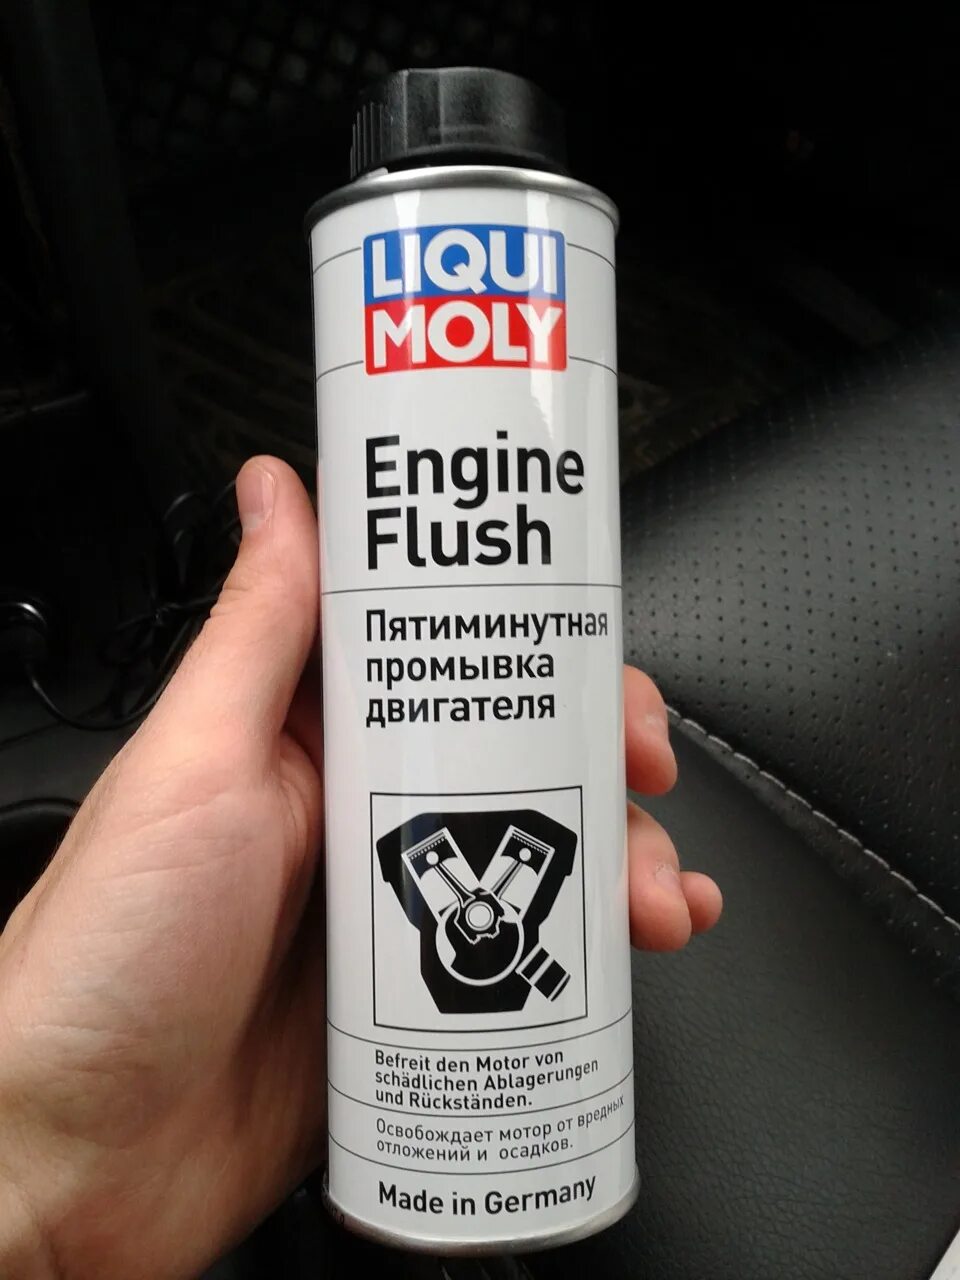 LIQUI
MOLY
Engine
Flush
Пятиминутная
промывка
двигателя
Befreit den Motor von
schädlichen Ablagerungen
und Rückständen.
Освобождает мотор от вредных
отложений и осадков.
Made in Germany